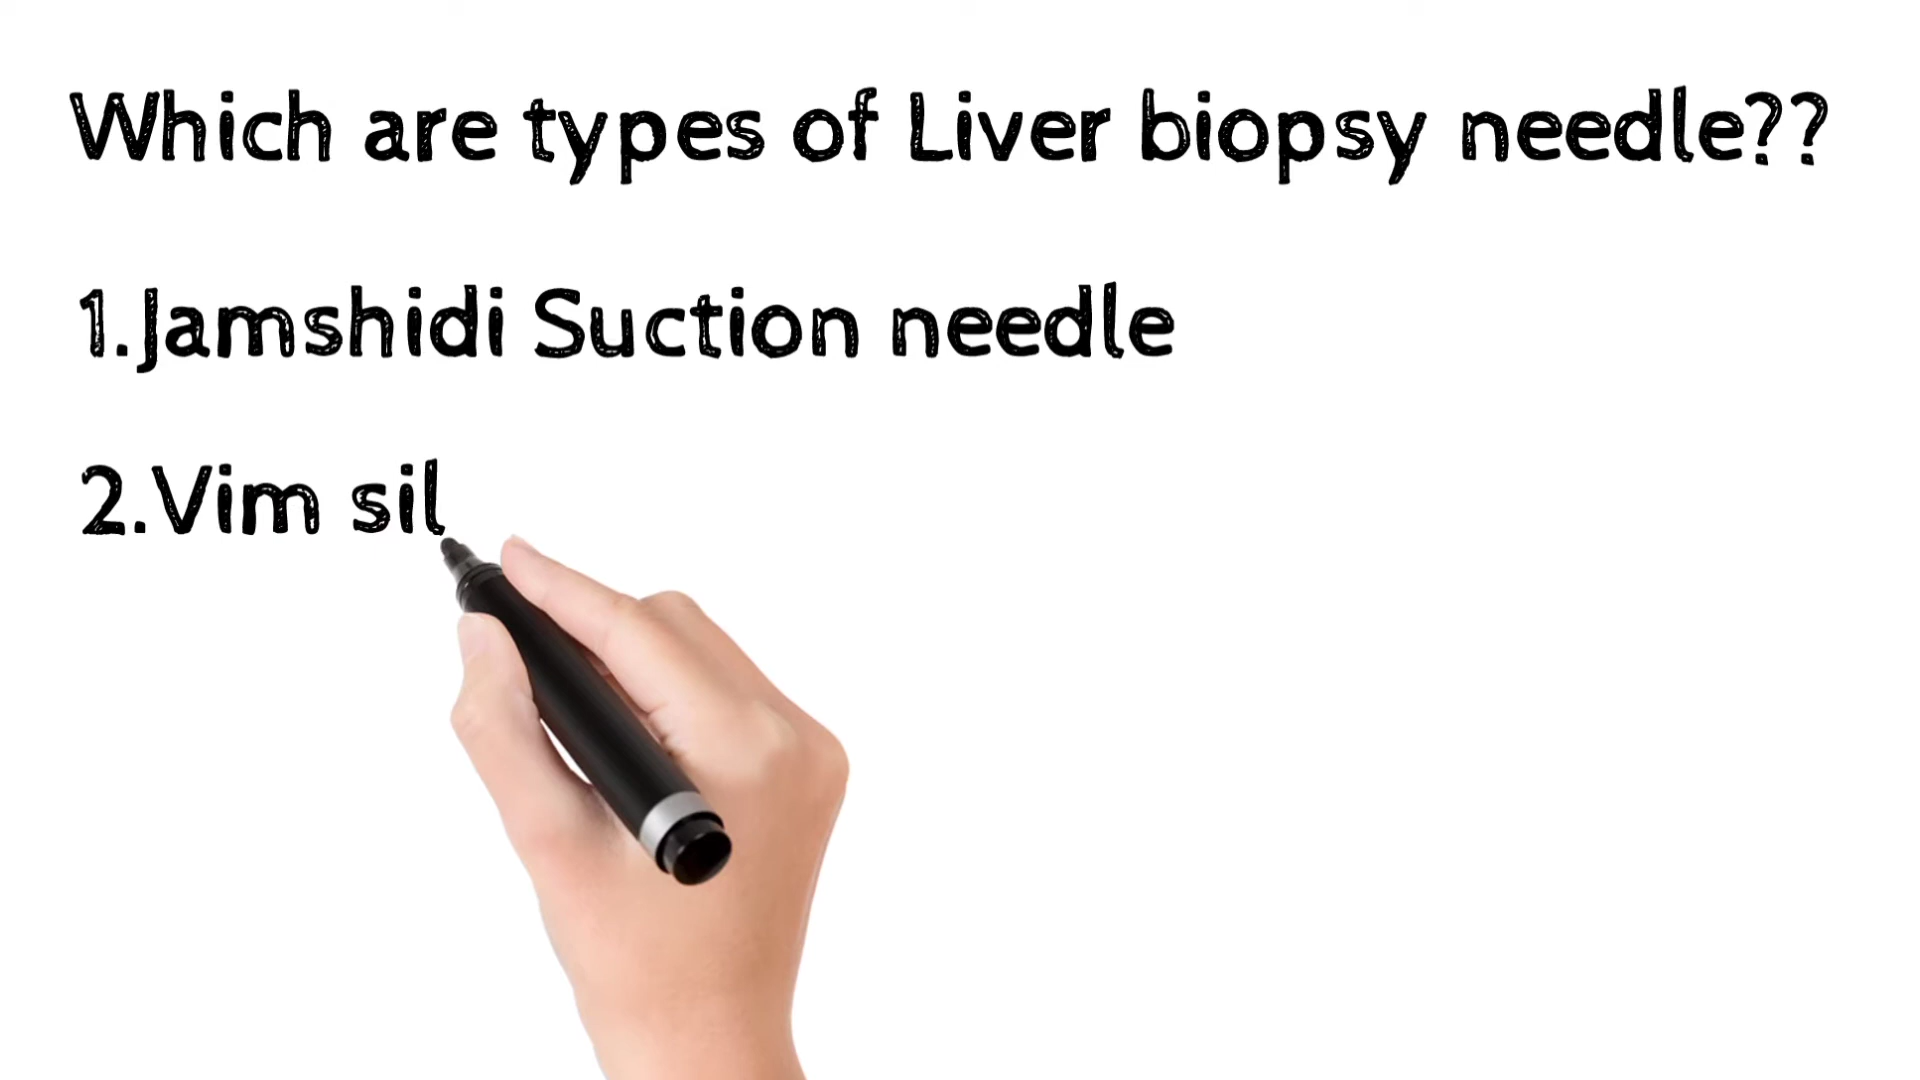 Which are types of Liver biopsy needle??
1.Jamshidi Suction needle
2.Vim sil